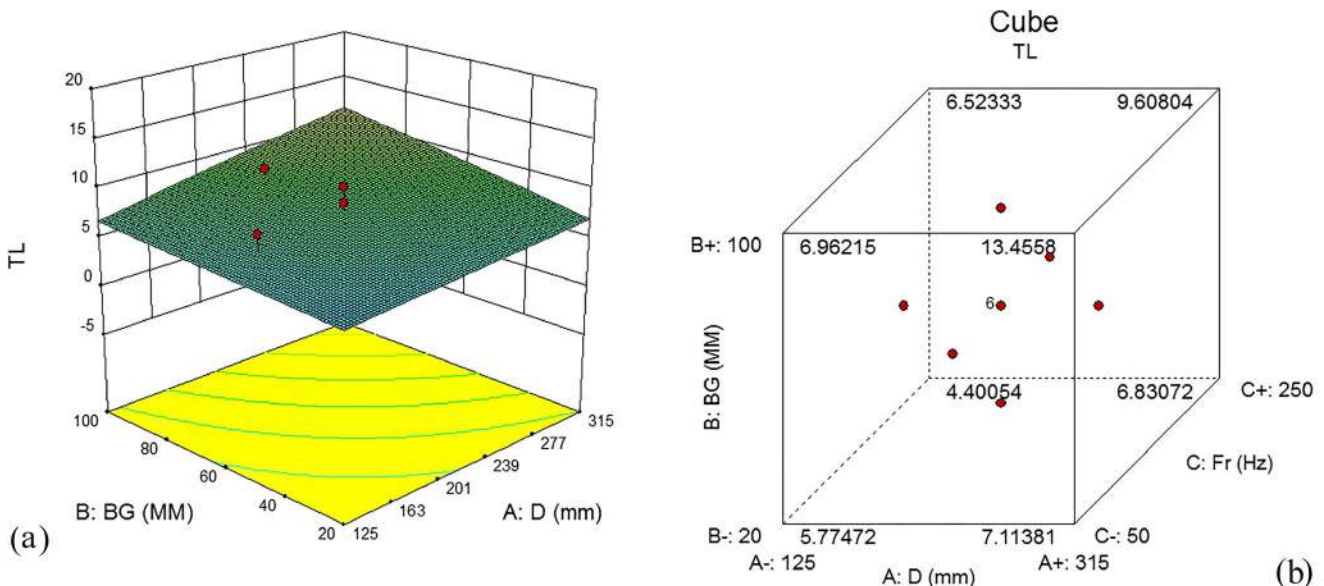 20
15
10
5
0
-5
TL
100
80
60
40
20
125
163
201
239
277
315
B: BG (MM)
A: D (mm)
(a)
Cube
TL
6.52333
9.60804
B+: 100
6.96215
13.4558
6
B: BG (MM)
4.40054
6.83072
C+: 250
C: Fr (Hz)
B-: 20
5.77472
7.11381
C-: 50
A-: 125
A+: 315
A: D (mm)
(b)